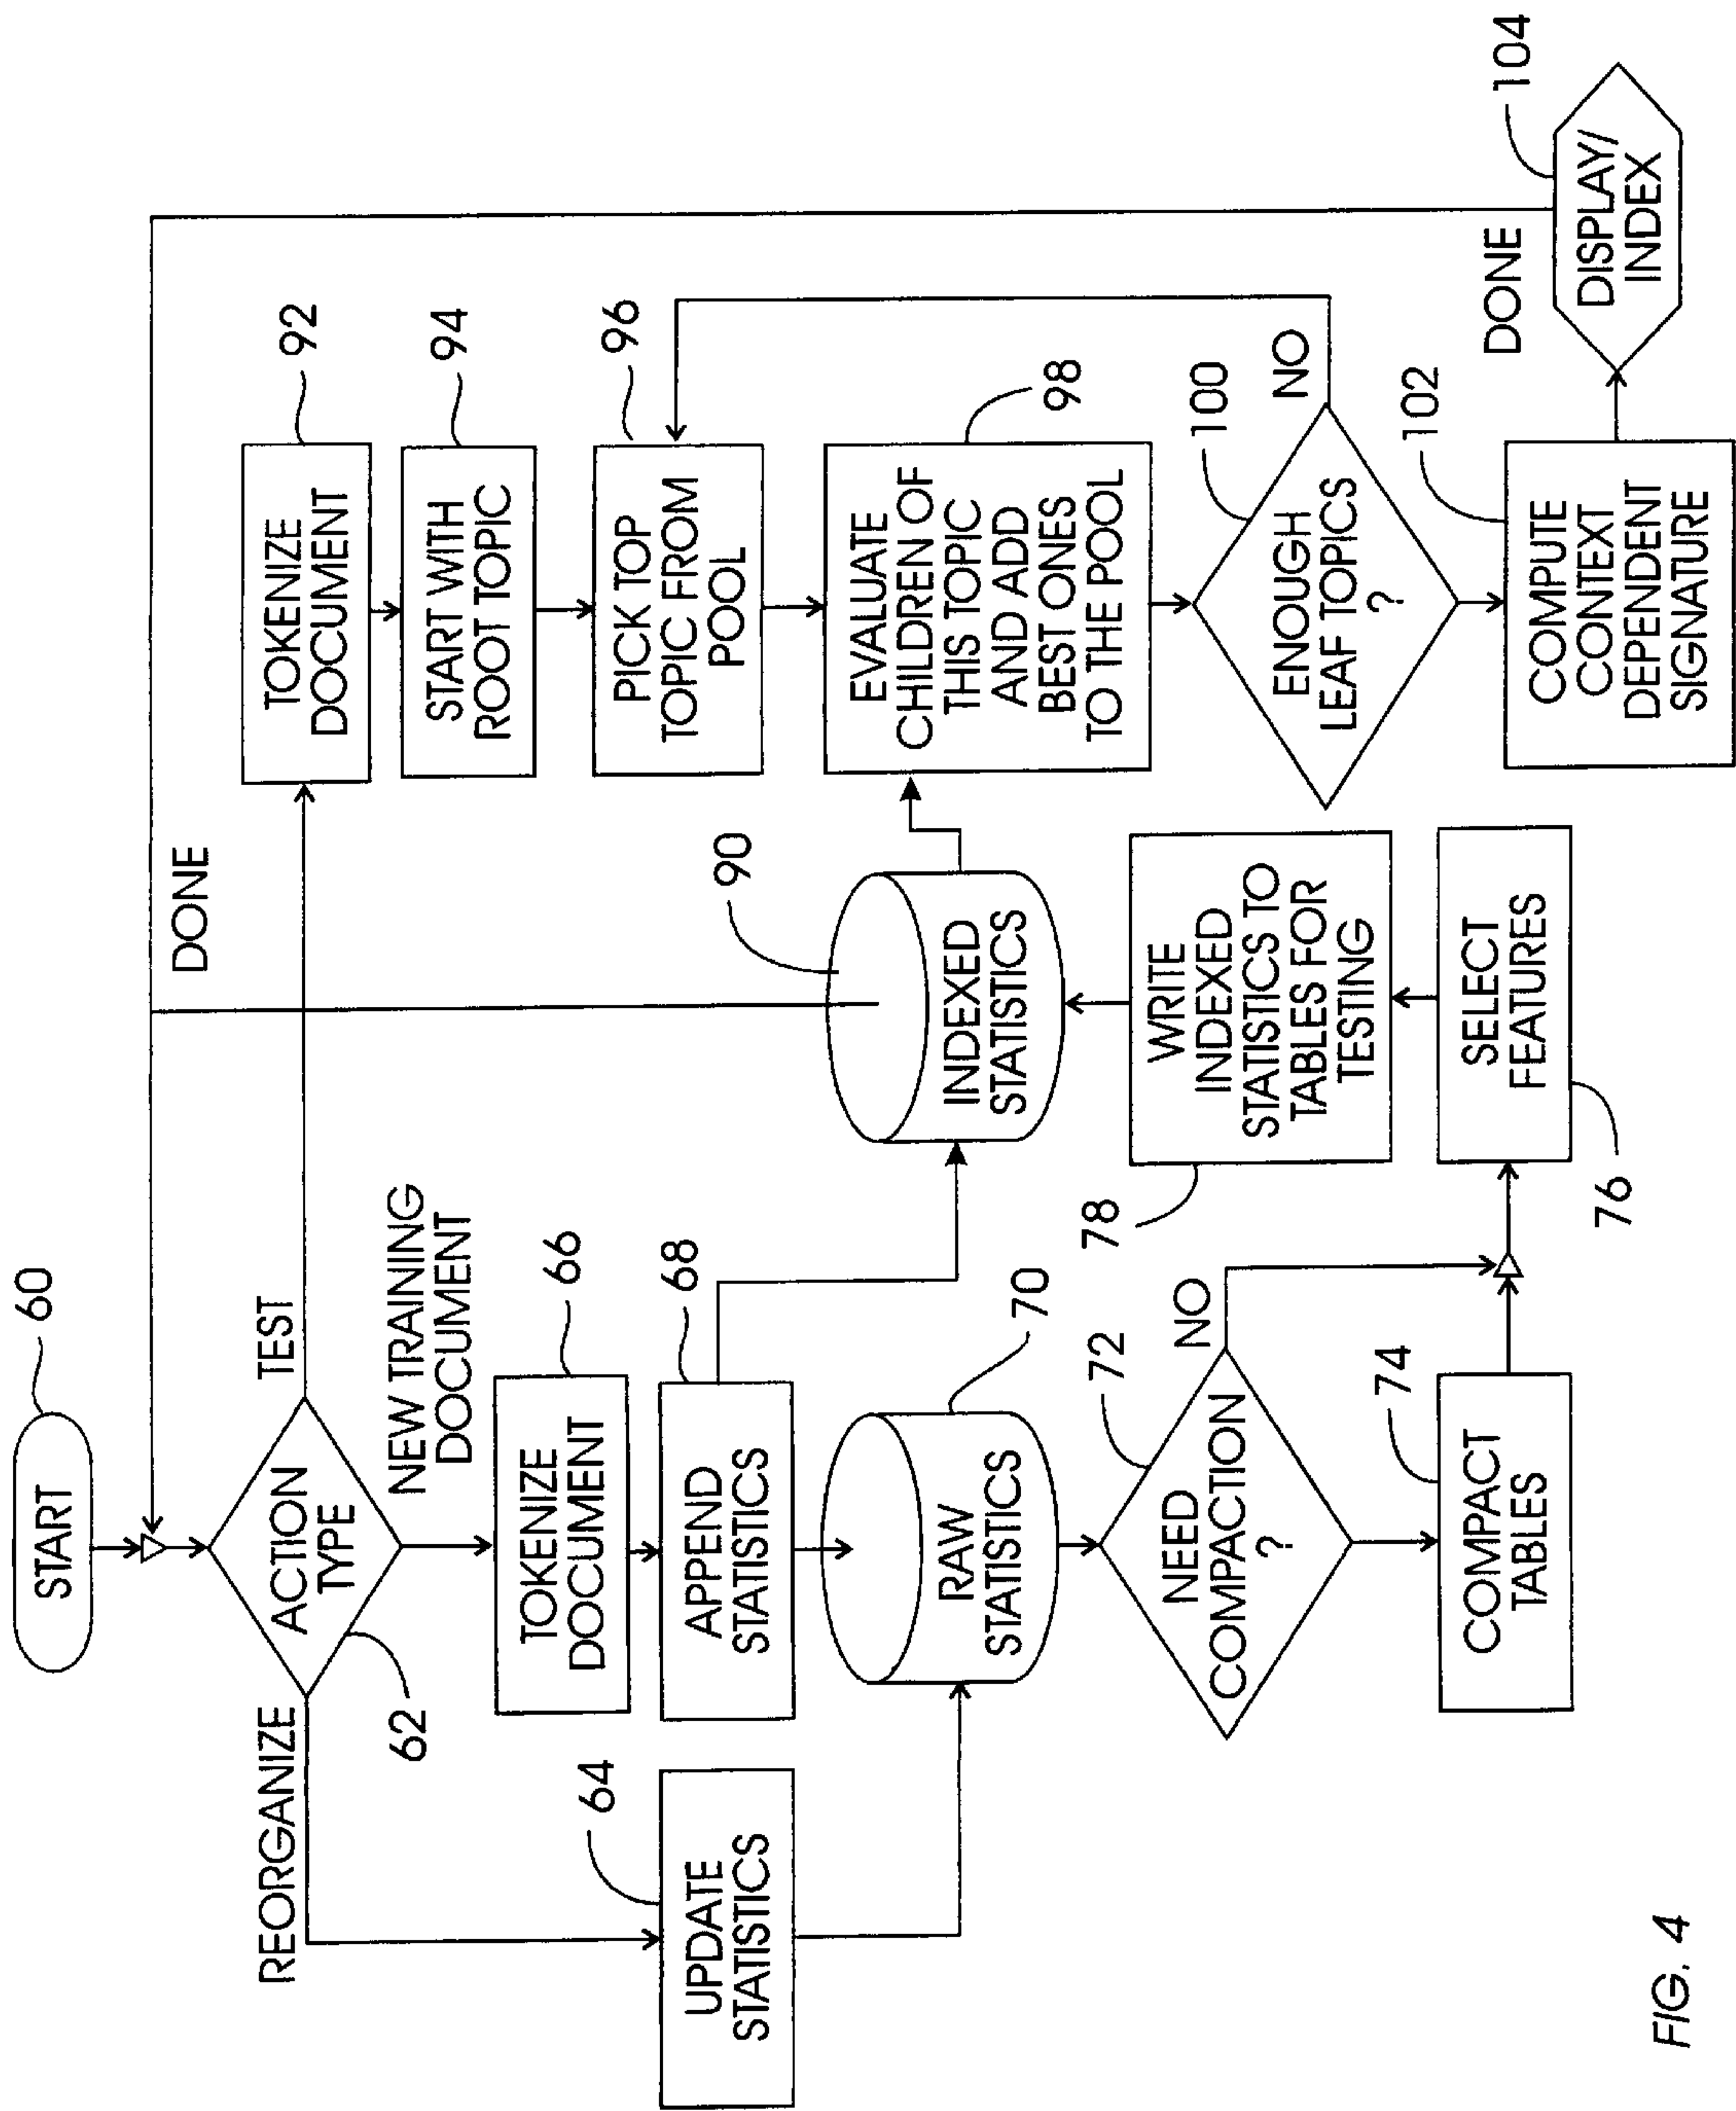 START
60
ACTION
TYPE
62
REORGANIZE
TEST
NEW TRAINING
DOCUMENT
DONE
UPDATE
STATISTICS
64
TOKENIZE
DOCUMENT
66
APPEND
STATISTICS
68
RAW
STATISTICS
70
NEED
COMPACTION
?
72
NO
COMPACT
TABLES
74
SELECT
FEATURES
76
WRITE
INDEXED
STATISTICS TO
TABLES FOR
TESTING
78
INDEXED
STATISTICS
90
TOKENIZE
DOCUMENT
92
START WITH
ROOT TOPIC
94
PICK TOP
TOPIC FROM
POOL
96
EVALUATE
CHILDREN OF
THIS TOPIC
AND ADD
BEST ONES
TO THE POOL
98
ENOUGH
LEAF TOPICS
?
100
NO
COMPUTE
CONTEXT
DEPENDENT
SIGNATURE
102
DISPLAY/
INDEX
104
DONE
FIG. 4